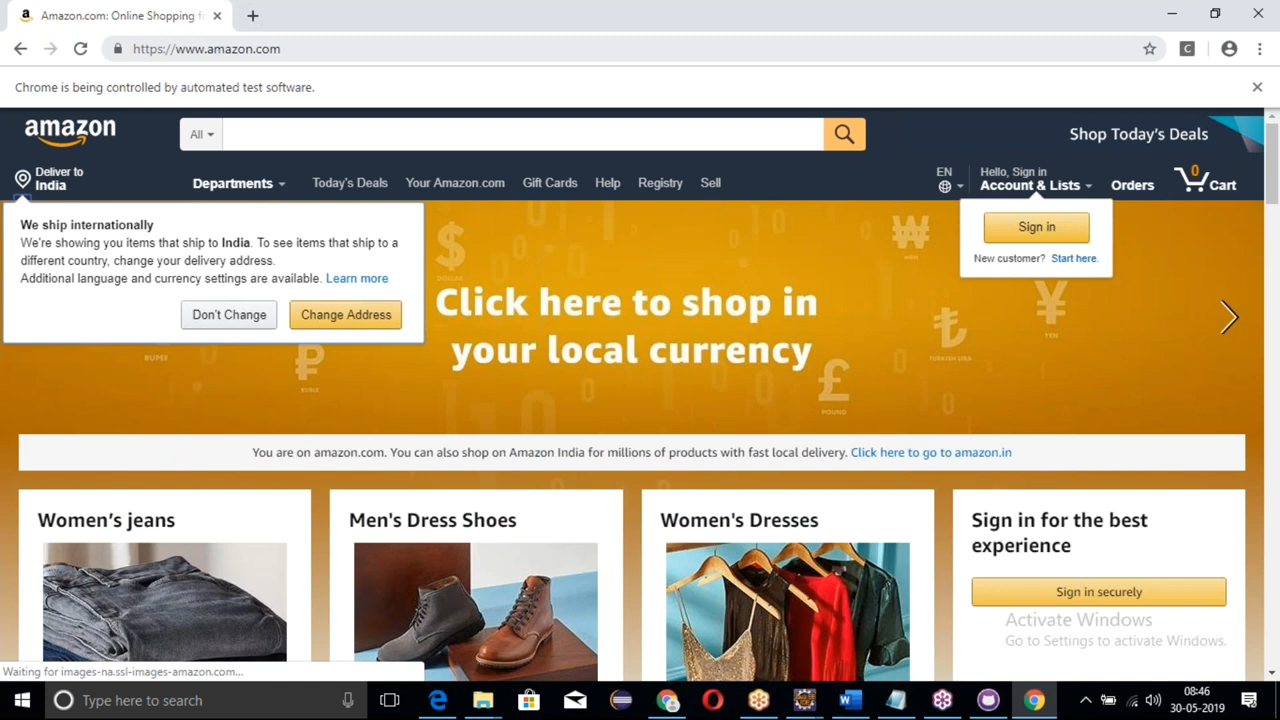 Amazon.com: Online Shopping f
https://www.amazon.com
Chrome is being controlled by automated test software.
amazon
All
Shop Today's Deals
Deliver to
India
Departments
Today's Deals
Your Amazon.com
Gift Cards
Help
Registry
Sell
EN
Hello, Sign in
Account & Lists
Orders
0
Cart
We ship internationally
We're showing you items that ship to India. To see items that ship to a
different country, change your delivery address.
Additional language and currency settings are available. Learn more
Don't Change
Change Address
Sign in
New customer? Start here.
DOLLAR
WON
Click here to shop in
your local currency
RUPEE
RUBLE
TURKISH LIRA
YEN
POUND
You are on amazon.com. You can also shop on Amazon India for millions of products with fast local delivery. Click here to go to amazon.in
Women's jeans
Men's Dress Shoes
Women's Dresses
Sign in for the best
experience
Sign in securely
Activate Windows
Go to Settings to activate Windows.
Waiting for images-na.ssl-images-amazon.com...
Type here to search
08:46
30-05-2019